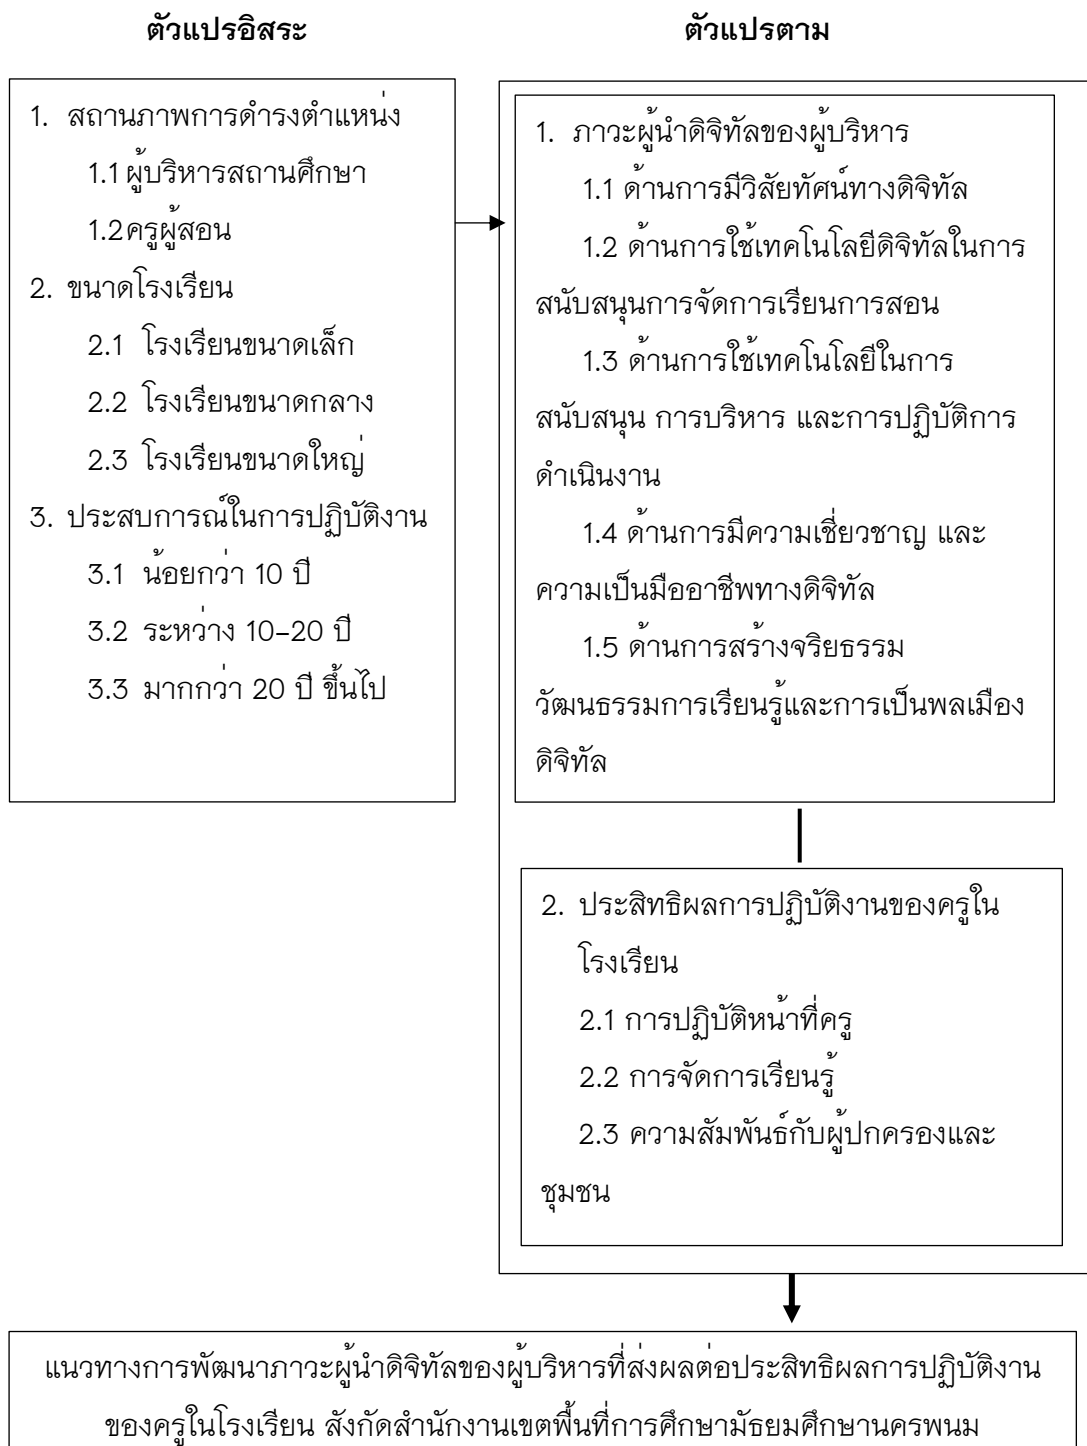 ตัวแปรอิสระ
ตัวแปรตาม
1. สถานภาพการดำรงตำแหน่ง
1.1 ผู้บริหารสถานศึกษา
1.2 ครูผู้สอน
2. ขนาดโรงเรียน
2.1 โรงเรียนขนาดเล็ก
2.2 โรงเรียนขนาดกลาง
2.3 โรงเรียนขนาดใหญ่
3. ประสบการณ์ในการปฏิบัติงาน
3.1 น้อยกว่า 10 ปี
3.2 ระหว่าง 10–20 ปี
3.3 มากกว่า 20 ปี ขึ้นไป
1. ภาวะผู้นำดิจิทัลของผู้บริหาร
1.1 ด้านการมีวิสัยทัศน์ทางดิจิทัล
1.2 ด้านการใช้เทคโนโลยีดิจิทัลในการ
สนับสนุนการจัดการเรียนการสอน
1.3 ด้านการใช้เทคโนโลยีในการ
สนับสนุน การบริหาร และการปฏิบัติการ
ดำเนินงาน
1.4 ด้านการมีความเชี่ยวชาญ และ
ความเป็นมืออาชีพทางดิจิทัล
1.5 ด้านการสร้างจริยธรรม
วัฒนธรรมการเรียนรู้และการเป็นพลเมือง
ดิจิทัล
2. ประสิทธิผลการปฏิบัติงานของครูใน
โรงเรียน
2.1 การปฏิบัติหน้าที่ครู
2.2 การจัดการเรียนรู้
2.3 ความสัมพันธ์กับผู้ปกครองและ
ชุมชน
แนวทางการพัฒนาภาวะผู้นำดิจิทัลของผู้บริหารที่ส่งผลต่อประสิทธิผลการปฏิบัติงาน
ของครูในโรงเรียน สังกัดสำนักงานเขตพื้นที่การศึกษามัธยมศึกษานครพนม